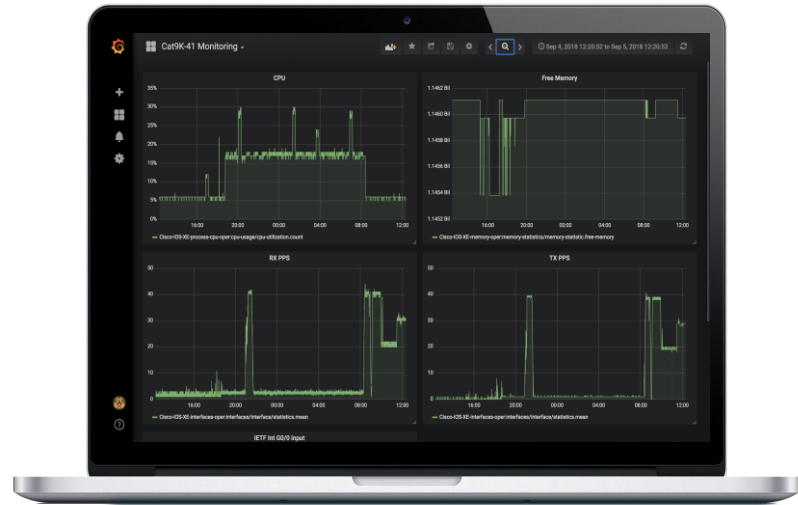 Cat9K-41 Monitoring
Sep 4, 2018 12:20:52 to Sep 5, 2018 12:20:52
CPU
35%
30%
25%
20%
15%
10%
5%
0%
16:00 20:00 00:00 04:00 08:00 12:00
Cisco-IOS-XE-process-cpu-oper:cpu-usage/cpu-utilization.count
Free Memory
1.1462 Bil
1.1460 Bil
1.1458 Bil
1.1456 Bil
1.1454 Bil
1.1452 Bil
16:00 20:00 00:00 04:00 08:00 12:00
Cisco-IOS-XE-memory-oper:memory-statistics/memory-statistic.free-memory
RX PPS
50
40
30
20
10
0
16:00 20:00 00:00 04:00 08:00 12:00
Cisco-IOS-XE-interfaces-oper:interfaces/interface/statistics.mean
TX PPS
50
40
30
20
10
0
16:00 20:00 00:00 04:00 08:00 12:00
Cisco-IOS-XE-interfaces-oper:interfaces/interface/statistics.mean
IETF Int G0/0 input